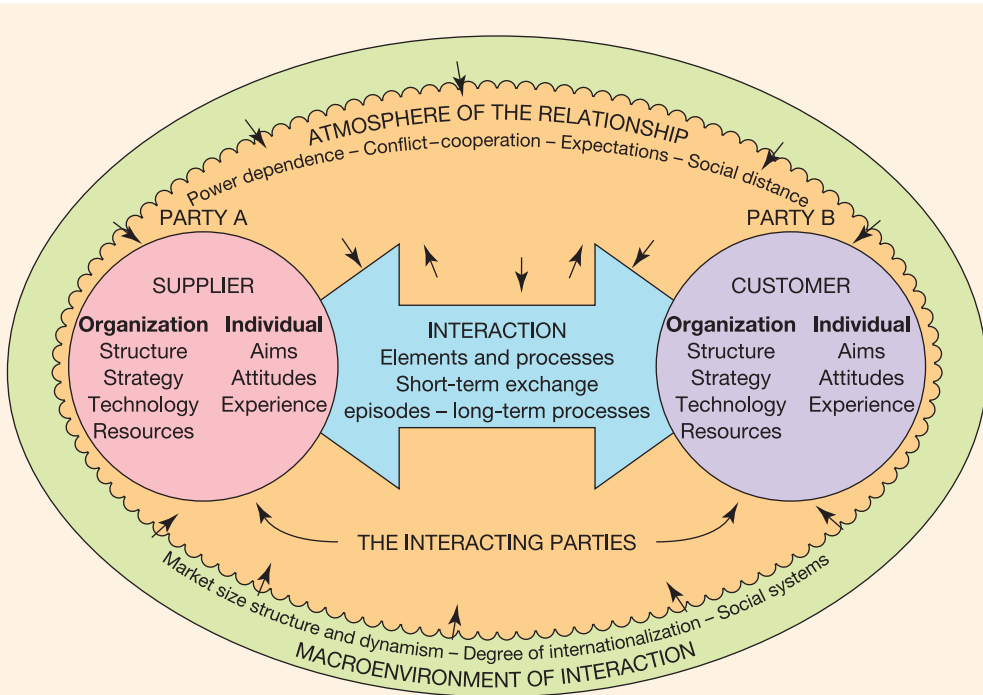 ATMOSPHERE OF THE RELATIONSHIP
Power dependence – Conflict–cooperation – Expectations – Social distance
PARTY A
PARTY B
SUPPLIER
Organization Individual
Structure Aims
Strategy Attitudes
Technology Experience
Resources
INTERACTION
Elements and processes
Short-term exchange
episodes – long-term processes
CUSTOMER
Organization Individual
Structure Aims
Strategy Attitudes
Technology Experience
Resources
THE INTERACTING PARTIES
Market size structure and dynamism – Degree of internationalization – Social systems
MACROENVIRONMENT OF INTERACTION